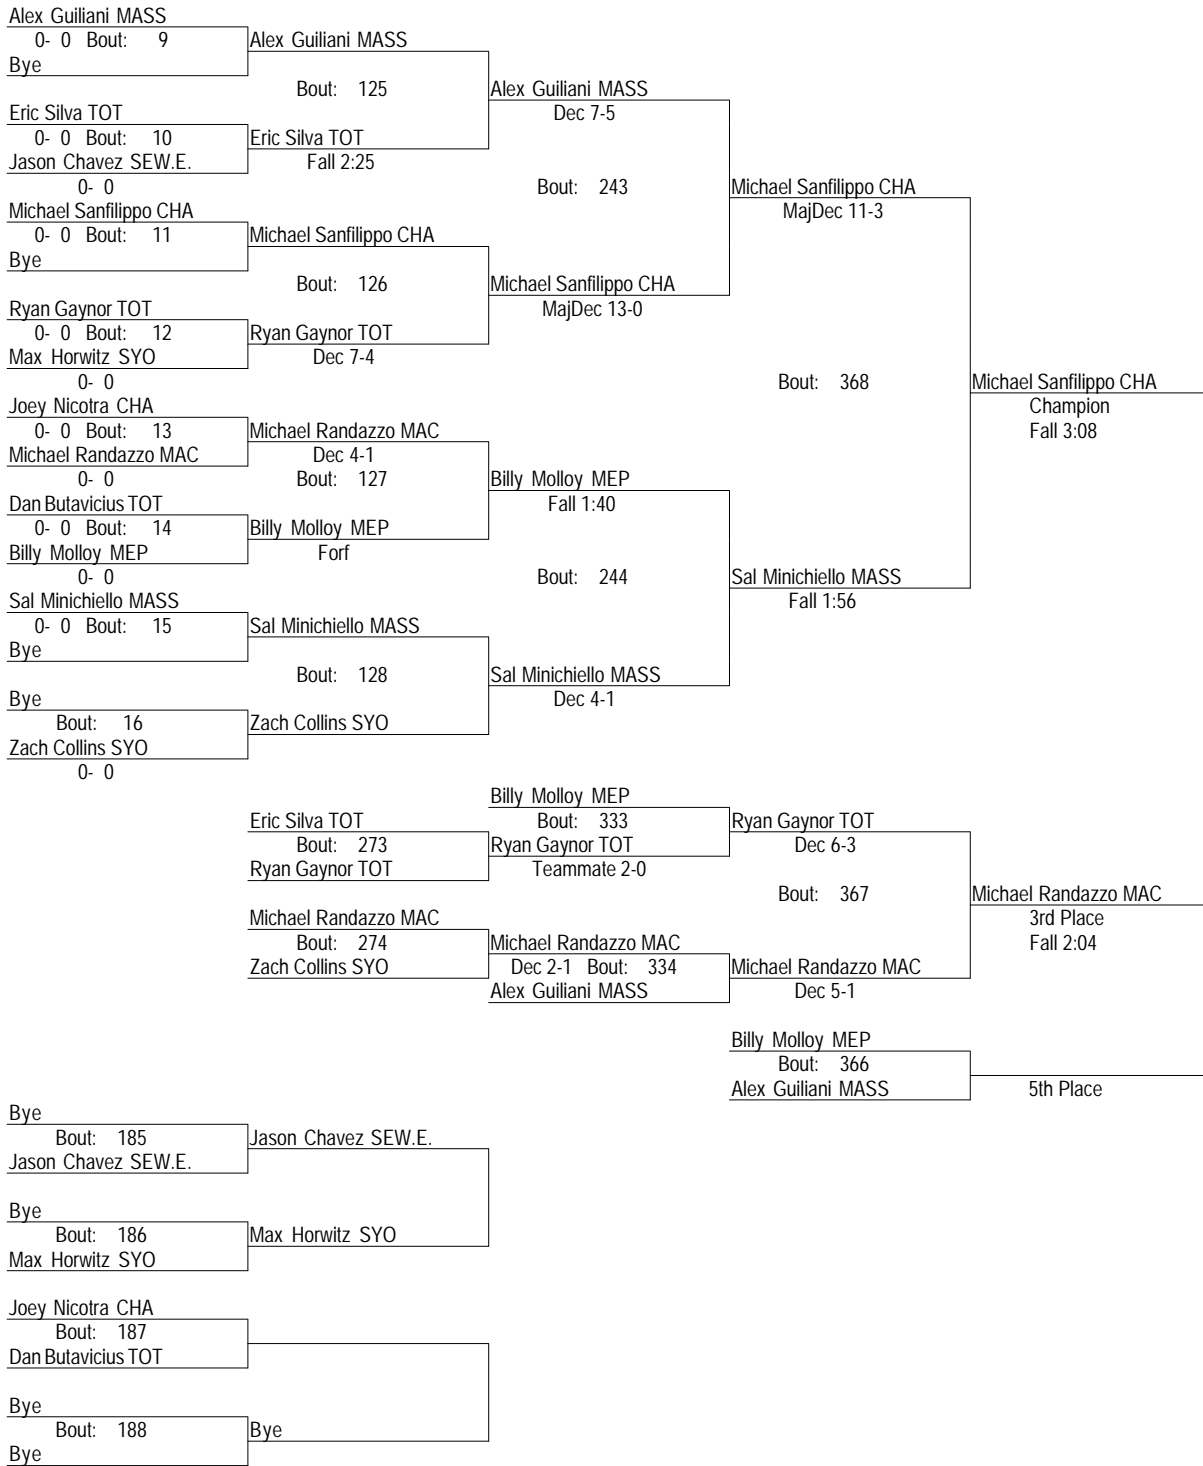 Alex Guiliani MASS
0- 0 Bout: 9
Alex Guiliani MASS
Bye
Bout: 125
Alex Guiliani MASS
Dec 7-5
Eric Silva TOT
0- 0 Bout: 10
Eric Silva TOT
Jason Chavez SEW.E.
Fall 2:25
0- 0
Bout: 243
Michael Sanfilippo CHA
MajDec 11-3
Michael Sanfilippo CHA
0- 0 Bout: 11
Michael Sanfilippo CHA
Bye
Bout: 126
Michael Sanfilippo CHA
MajDec 13-0
Ryan Gaynor TOT
0- 0 Bout: 12
Ryan Gaynor TOT
Max Horwitz SYO
Dec 7-4
0- 0
Bout: 368
Michael Sanfilippo CHA
Champion
Fall 3:08
Joey Nicotra CHA
0- 0 Bout: 13
Michael Randazzo MAC
Michael Randazzo MAC
Dec 4-1
0- 0
Bout: 127
Billy Molloy MEP
Fall 1:40
Dan Butavicius TOT
0- 0 Bout: 14
Billy Molloy MEP
Billy Molloy MEP
Forf
0- 0
Bout: 244
Sal Minichiello MASS
Fall 1:56
Sal Minichiello MASS
0- 0 Bout: 15
Sal Minichiello MASS
Bye
Bout: 128
Sal Minichiello MASS
Dec 4-1
Bye
Bout: 16
Zach Collins SYO
Zach Collins SYO
0- 0
Billy Molloy MEP
Eric Silva TOT
Bout: 333
Ryan Gaynor TOT
Bout: 273
Ryan Gaynor TOT
Dec 6-3
Ryan Gaynor TOT
Teammate 2-0
Bout: 367
Michael Randazzo MAC
3rd Place
Fall 2:04
Michael Randazzo MAC
Bout: 274
Michael Randazzo MAC
Zach Collins SYO
Dec 2-1 Bout: 334
Michael Randazzo MAC
Alex Guiliani MASS
Dec 5-1
Billy Molloy MEP
Bout: 366
Alex Guiliani MASS
5th Place
Bye
Bout: 185
Jason Chavez SEW.E.
Jason Chavez SEW.E.
Bye
Bout: 186
Max Horwitz SYO
Max Horwitz SYO
Joey Nicotra CHA
Bout: 187
Dan Butavicius TOT
Bye
Bout: 188
Bye
Bye